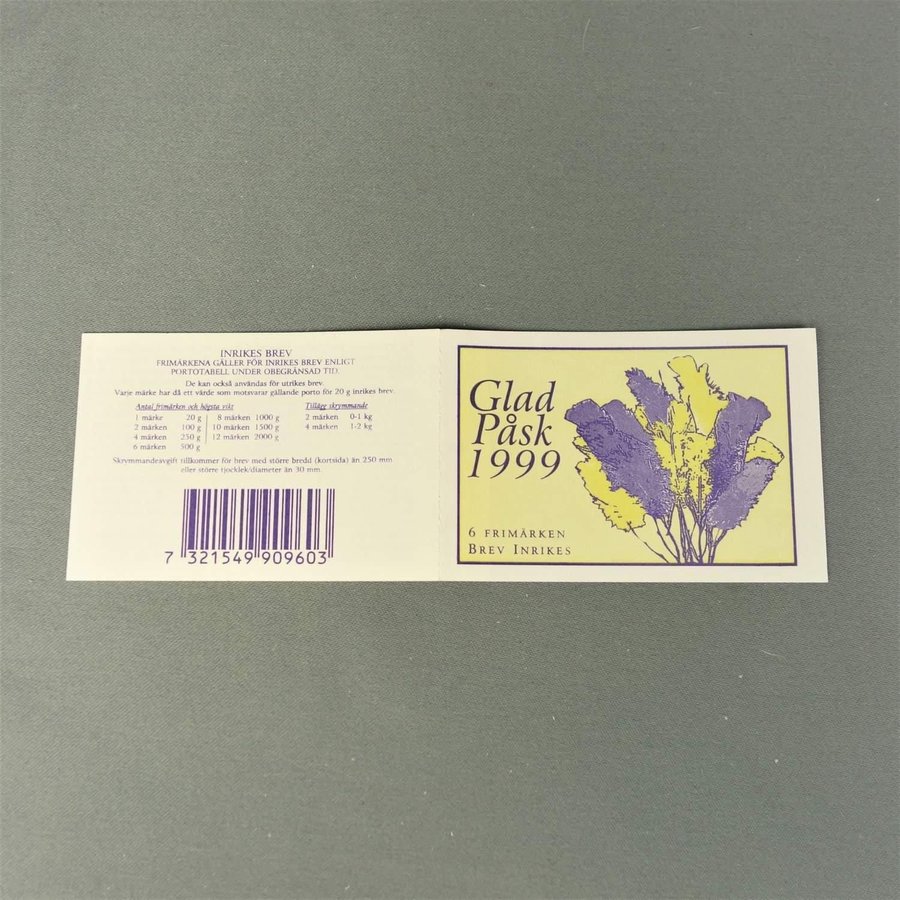 INRIKES BREV
FRIMÄRKENA GÄLLER FÖR INRIKES BREV ENLIGT
PORTOTABELL UNDER OBEGRÄNSAD TID.
De kan också användas för utrikes brev.
Varje märke har då ett värde som motsvarar gällande porto för 20 g inrikes brev.
Antal frimärken och högsta vikt Tillägg skrymmande
1 märke 20 g 8 märken 1000 g 2 märken 0-1 kg
2 märken 100 g 10 märken 1500 g 4 märken 1-2 kg
4 märken 250 g 12 märken 2000 g
6 märken 500 g
Skrymmandeavgift tillkommer för brev med större bredd (kortsida) än 250 mm
eller större tjocklek/diameter än 30 mm.
7 321549 909603
Glad
Påsk
1999
6 FRIMÄRKEN
BREV INRIKES